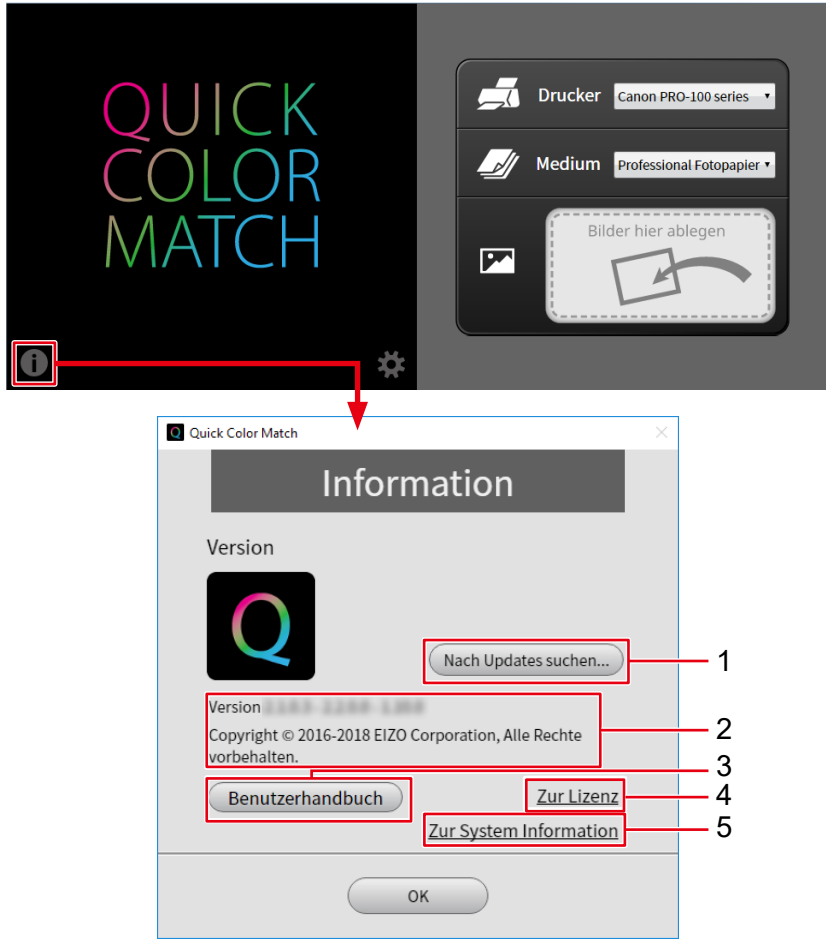 QUICK
COLOR
MATCH
Drucker
Canon PRO-100 series
Medium
Professional Fotopapier
Bilder hier ablegen
Quick Color Match
Information
Version
Q
Nach Updates suchen...
1
Version
Copyright © 2016-2018 EIZO Corporation, Alle Rechte
vorbehalten.
2
3
Benutzerhandbuch
Zur Lizenz
4
Zur System Information
5
OK